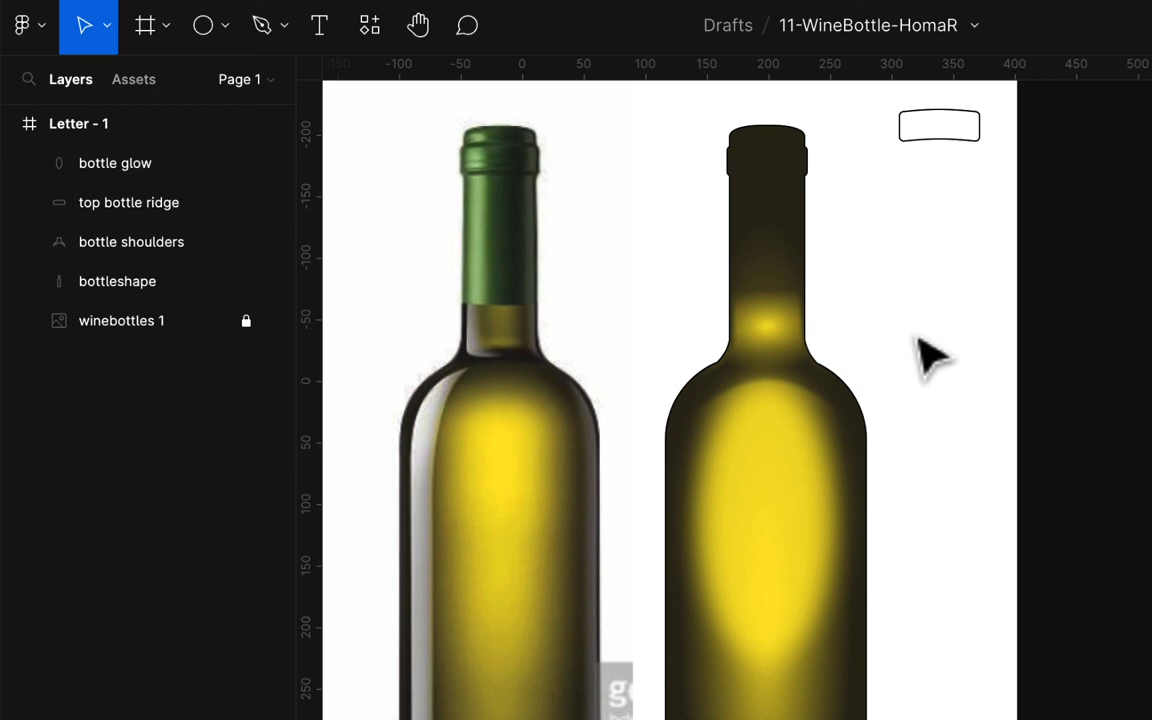 Drafts / 11-WineBottle-HomaR
Layers Assets Page 1
-150 -100 -50 0 50 100 150 200 250 300 350 400 450 500
Letter - 1
bottle glow
top bottle ridge
bottle shoulders
bottleshape
winebottles 1
-200
-150
-100
-50
0
50
100
150
200
250